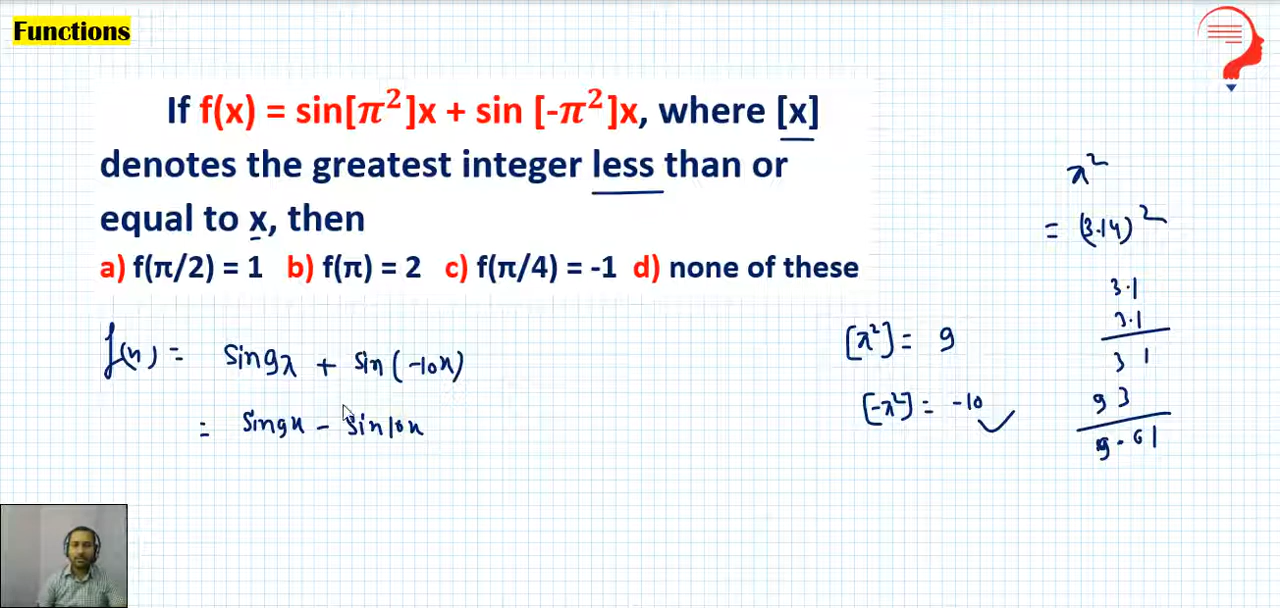 Functions
If f(x) = sin[π²]x + sin [-π²]x, where [x]
denotes the greatest integer less than or
equal to x, then
a) f(π/2) = 1 b) f(π) = 2 c) f(π/4) = -1 d) none of these
f(x) = sin9x + sin(-10x)
= sin9x - sin10x
π²
= (3.14)²
3.1
3.1
3 1
9 3
9.61
[π²] = 9
[-π²] = -10